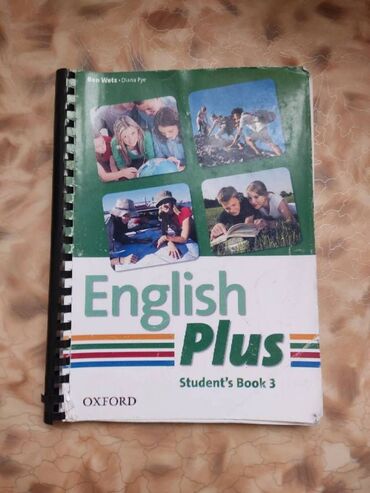 Ben Wetz • Diana Pye
English
Plus
Student's Book 3
OXFORD